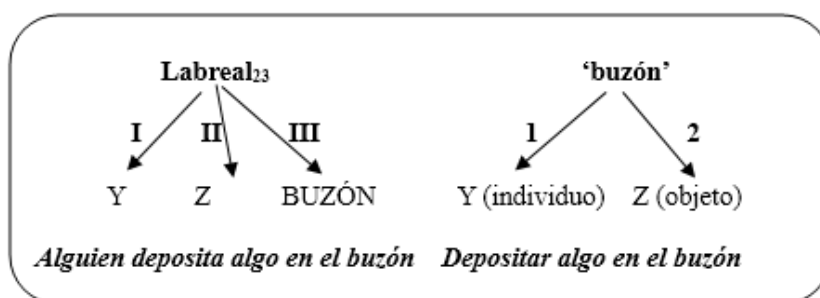 Labreal₂₃ ‘buzón’
I II III 1 2
Y Z BUZÓN Y (individuo) Z (objeto)
Alguien deposita algo en el buzón Depositar algo en el buzón